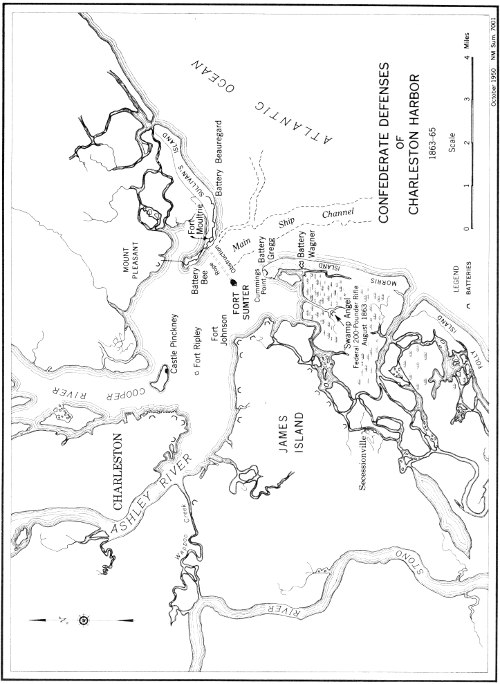 CONFEDERATE DEFENSES
OF
CHARLESTON HARBOR
1863-65
Scale
0 1 2 3 4 Miles
LEGEND
BATTERIES
October 1950 NM Sum. 7001
ATLANTIC OCEAN
SULLIVAN'S ISLAND
Battery Beauregard
Fort
Moultrie
Battery
Bee
MOUNT
PLEASANT
Rope
Obstruction
Main Ship Channel
FORT
SUMTER
Cummings
Point
Battery
Gregg
Battery
Wagner
MORRIS ISLAND
Swamp Angel
Federal 200-Pounder Rifle
August 1863
FOLLY ISLAND
Castle Pinckney
Fort Ripley
Fort
Johnson
COOPER RIVER
CHARLESTON
ASHLEY RIVER
JAMES
ISLAND
Secessionville
Creek
STONO RIVER